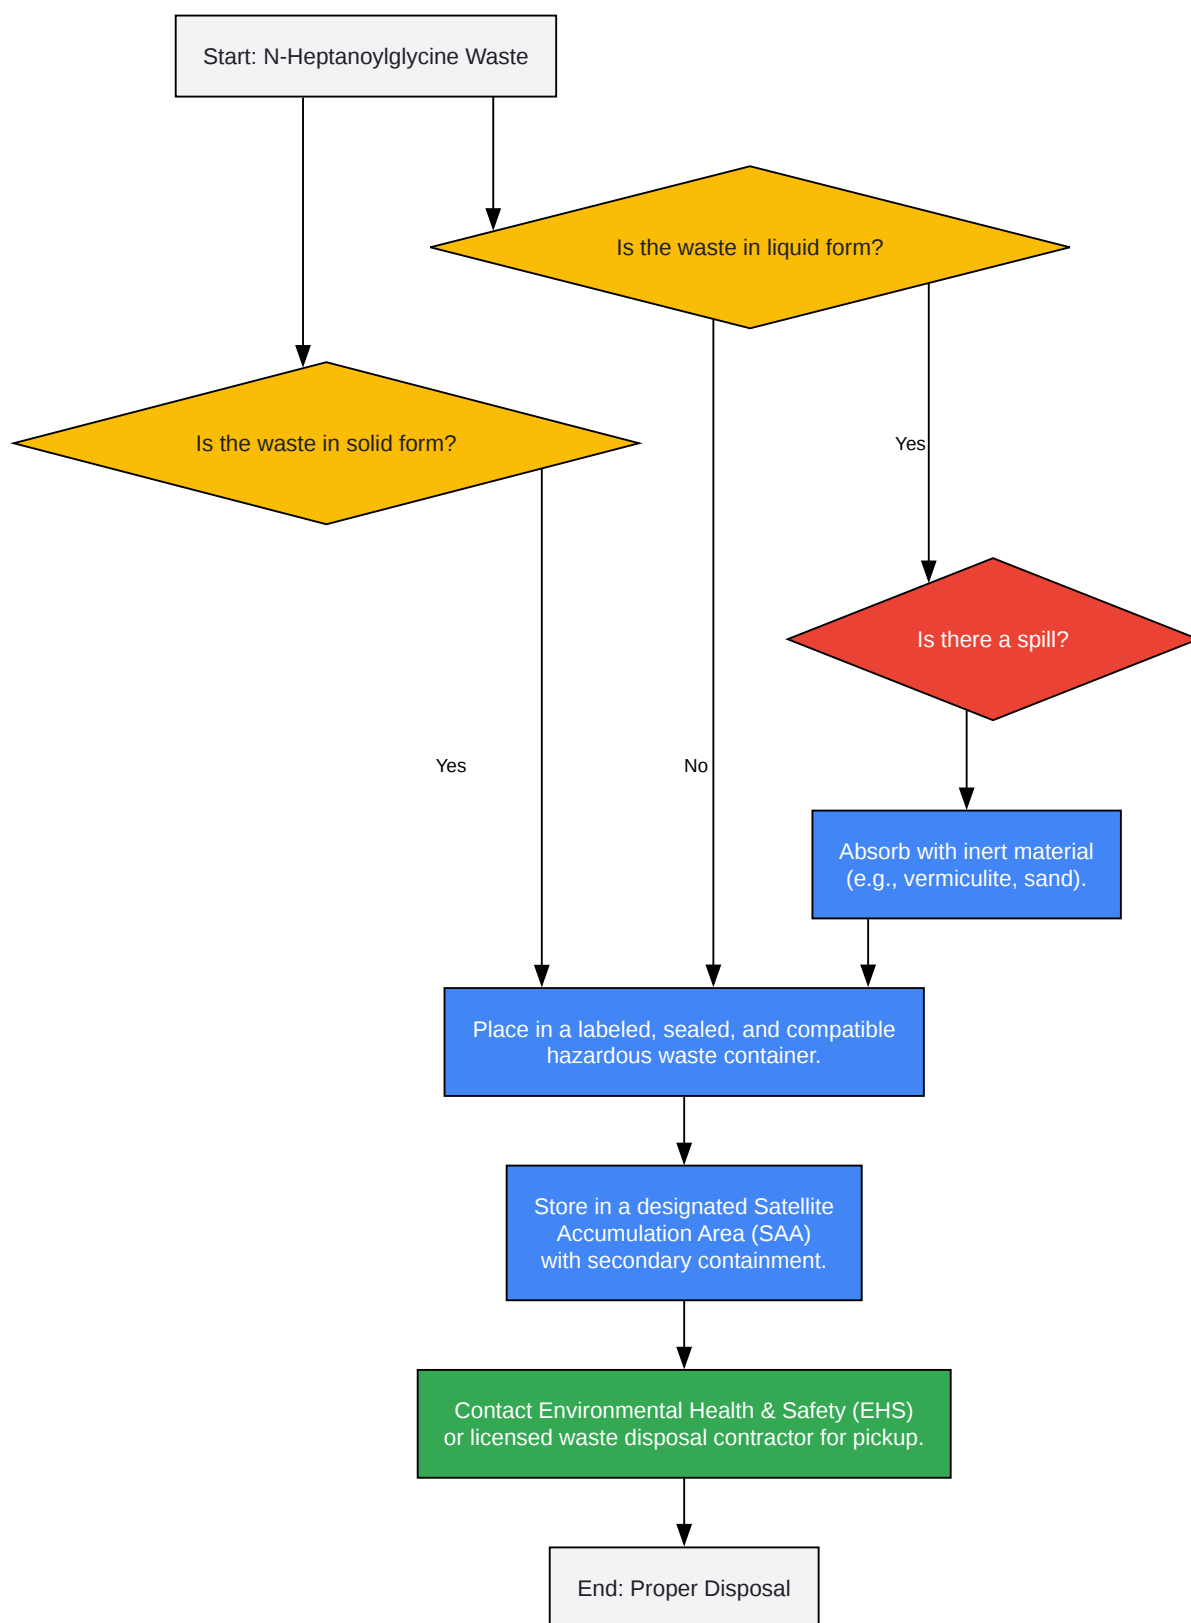 Start: N-Heptanoylglycine Waste
Is the waste in liquid form?
Is the waste in solid form?
Yes
Is there a spill?
Yes
No
Absorb with inert material
(e.g., vermiculite, sand).
Place in a labeled, sealed, and compatible
hazardous waste container.
Store in a designated Satellite
Accumulation Area (SAA)
with secondary containment.
Contact Environmental Health & Safety (EHS)
or licensed waste disposal contractor for pickup.
End: Proper Disposal